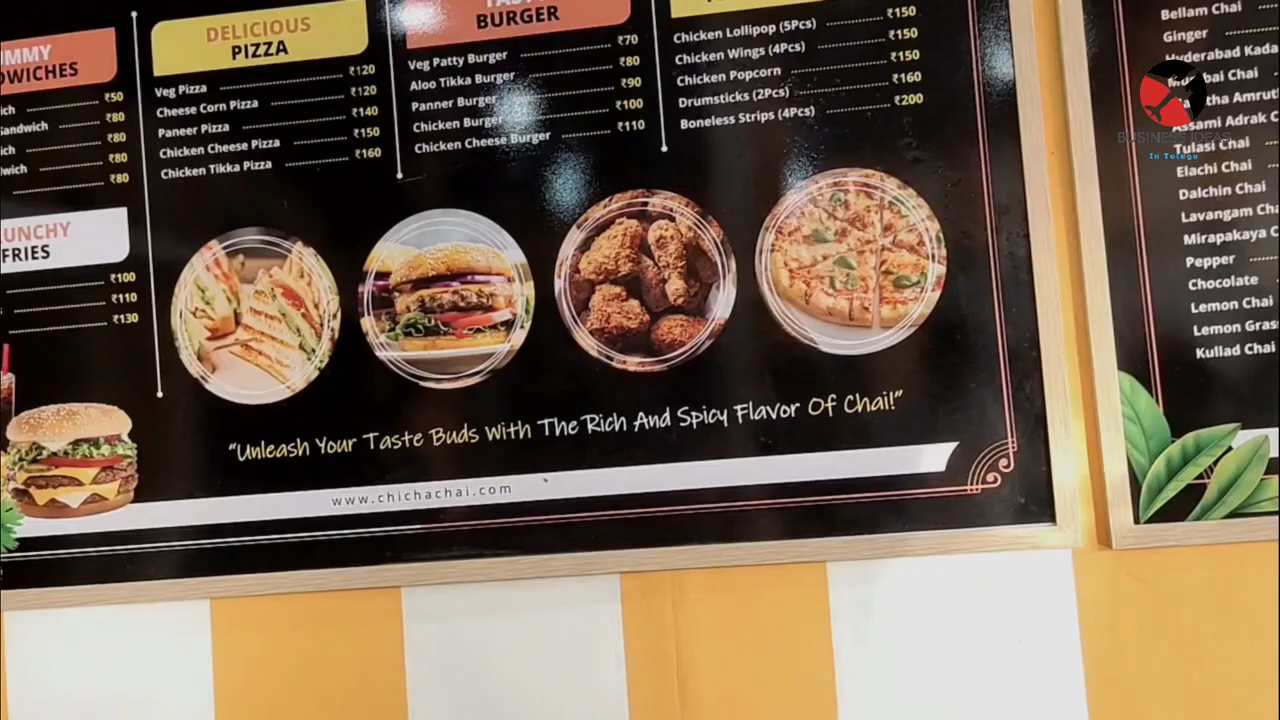 UMMY
DWICHES
ich ₹50
Sandwich ₹80
ich ₹80
wich ₹80
₹80
UNCHY
FRIES
₹100
₹110
₹130
DELICIOUS
PIZZA
Veg Pizza ₹120
Cheese Corn Pizza ₹120
Paneer Pizza ₹140
Chicken Cheese Pizza ₹150
Chicken Tikka Pizza ₹160
BURGER
Veg Patty Burger ₹70
Aloo Tikka Burger ₹80
Panner Burger ₹90
Chicken Burger ₹100
Chicken Cheese Burger ₹110
Chicken Lollipop (5Pcs) ₹150
Chicken Wings (4Pcs) ₹150
Chicken Popcorn ₹150
Drumsticks (2Pcs) ₹160
Boneless Strips (4Pcs) ₹200
"Unleash Your Taste Buds With The Rich And Spicy Flavor Of Chai!"
www.chichachai.com
Bellam Chai
Ginger
Hyderabad Kada
bai Chai
tha Amrut
Assami Adrak C
Tulasi Chai
Elachi Chai
Dalchin Chai
Lavangam Cha
Mirapakaya C
Pepper
Chocolate
Lemon Chai
Lemon Gras
Kullad Chai
BUSINESS IDEAS
In Telugu